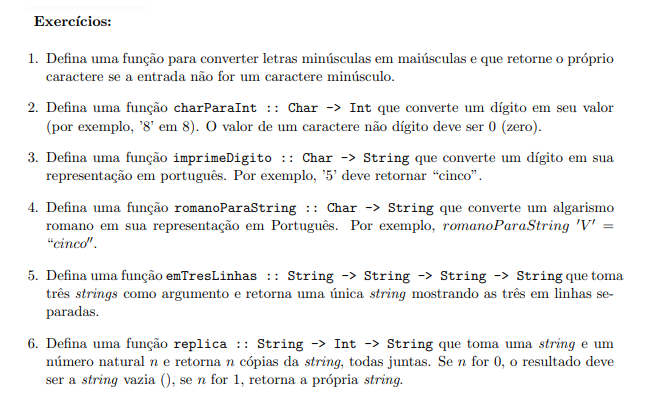 Exercícios:
1. Defina uma função para converter letras minúsculas em maiúsculas e que retorne o próprio
caractere se a entrada não for um caractere minúsculo.
2. Defina uma função charParaInt :: Char -> Int que converte um dígito em seu valor
(por exemplo, '8' em 8). O valor de um caractere não dígito deve ser 0 (zero).
3. Defina uma função imprimeDigito :: Char -> String que converte um dígito em sua
representação em português. Por exemplo, '5' deve retornar “cinco”.
4. Defina uma função romanoParaString :: Char -> String que converte um algarismo
romano em sua representação em Português. Por exemplo, romanoParaString 'V' =
“cinco”.
5. Defina uma função emTresLinhas :: String -> String -> String -> String que toma
três strings como argumento e retorna uma única string mostrando as três em linhas se-
paradas.
6. Defina uma função replica :: String -> Int -> String que toma uma string e um
número natural n e retorna n cópias da string, todas juntas. Se n for 0, o resultado deve
ser a string vazia (), se n for 1, retorna a própria string.